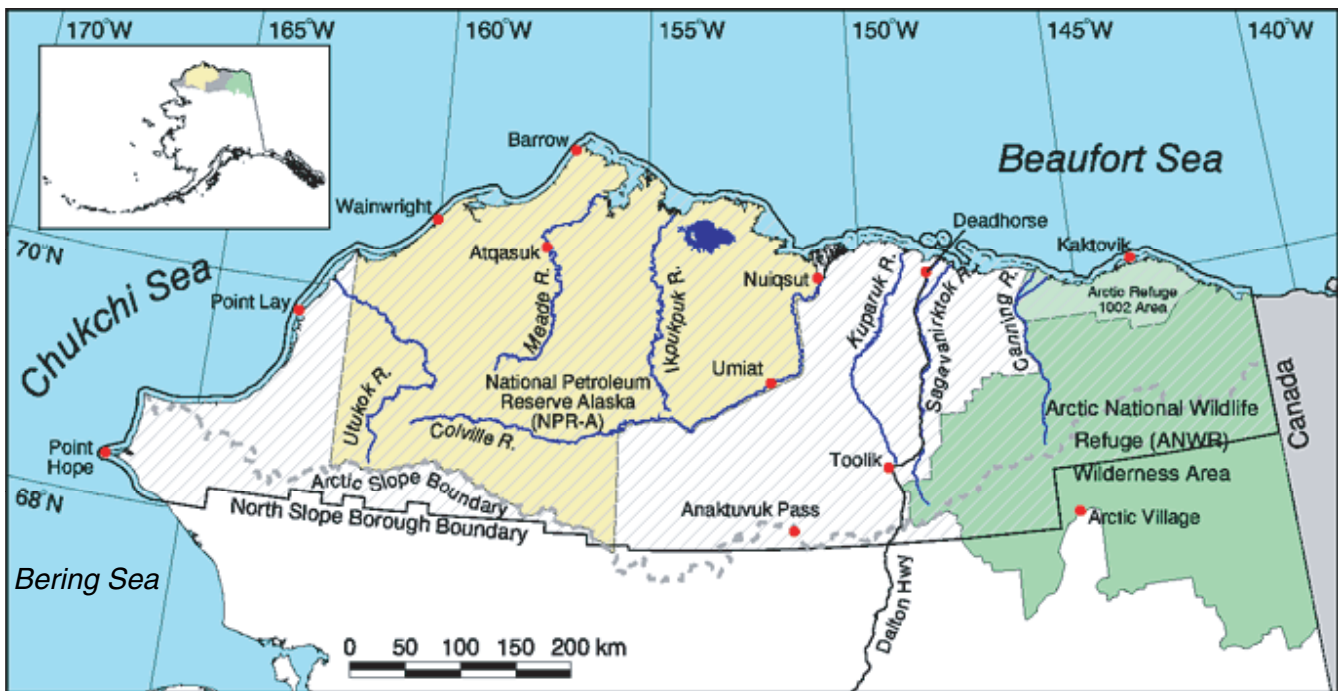 170°W
165°W
160°W
155°W
150°W
145°W
140°W
Beaufort Sea
Barrow
Wainwright
Deadhorse
70°N
Atqasuk
Kaktovik
Chukchi Sea
Point Lay
Meade R.
Ikpukpuk R.
Nuiqsut
Kuparuk R.
Sagavanirktok R.
Canning R.
Arctic Refuge
1002 Area
Utukok R.
National Petroleum
Reserve Alaska
(NPR-A)
Umiat
Canada
Colville R.
Arctic National Wildlife
Refuge (ANWR)
Wilderness Area
Point
Hope
Toolik
68°N
Arctic Slope Boundary
North Slope Borough Boundary
Anaktuvuk Pass
Arctic Village
Bering Sea
Dalton Hwy
0 50 100 150 200 km